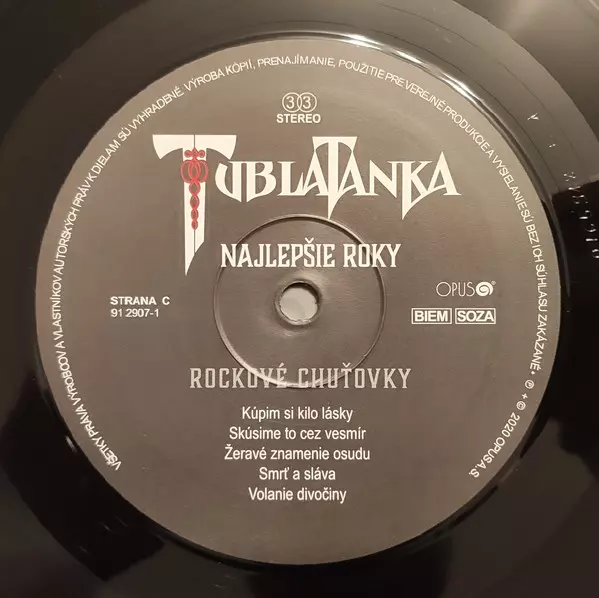 VŠETKY PRÁVA VÝROBCOV A VLASTNÍKOV AUTORSKÝCH PRÁV K DIELAM SÚ VYHRADENÉ. VÝROBA KÓPIÍ, PRENAJÍMANIE, POUŽITIE PRE VEREJNÉ PRODUKCIE A VYSIELANIE SÚ BEZ ICH SÚHLASU ZAKÁZANÉ • ℗ + © 2020 OPUS A.S.
33
STEREO
TUBLATANKA
NAJLEPŠIE ROKY
STRANA C
91 2907-1
OPUS
BIEM SOZA
ROCKOVÉ CHUŤOVKY
Kúpim si kilo lásky
Skúsime to cez vesmír
Žeravé znamenie osudu
Smrť a sláva
Volanie divočiny